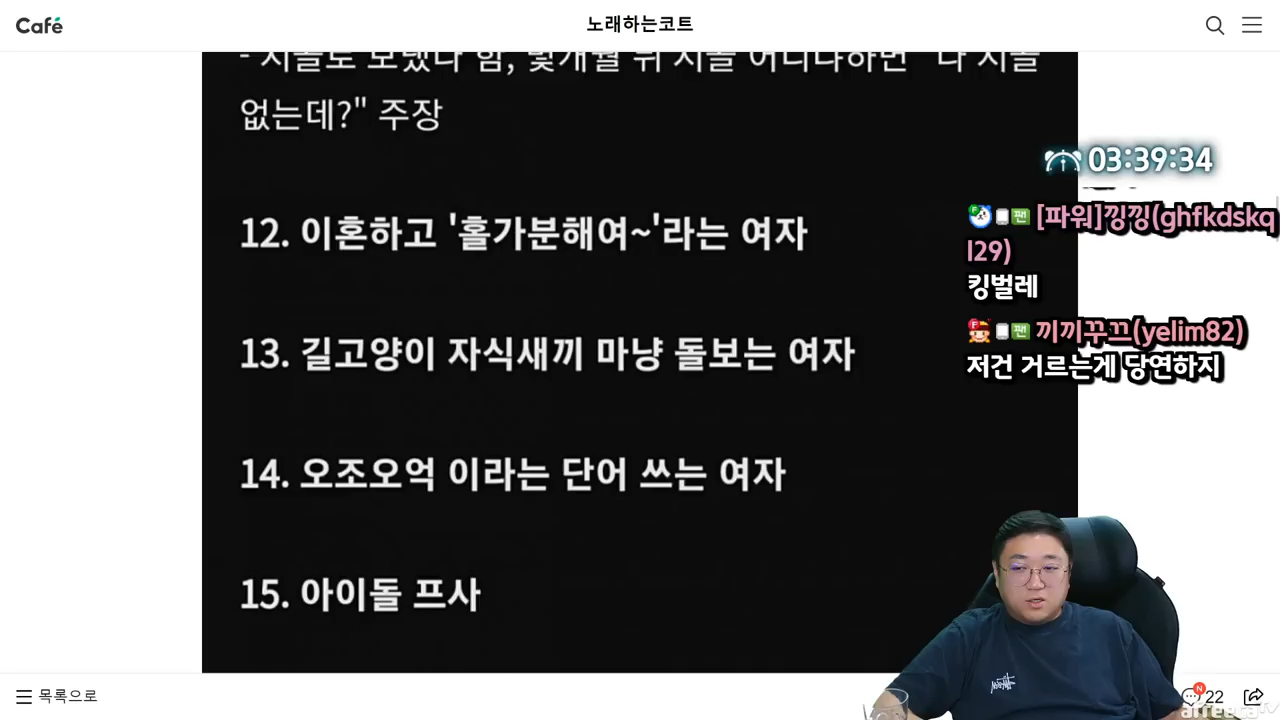 Café
노래하는코트
없는데?" 주장
12. 이혼하고 '홀가분해여~'라는 여자
13. 길고양이 자식새끼 마냥 돌보는 여자
14. 오조오억 이라는 단어 쓰는 여자
15. 아이돌 프사
03:39:34
[파워]낑낑(ghfkdskq
l29)
킹벌레
끼끼꾸끄(yelim82)
저건 거르는게 당연하지
목록으로
N
22
afreecaTV